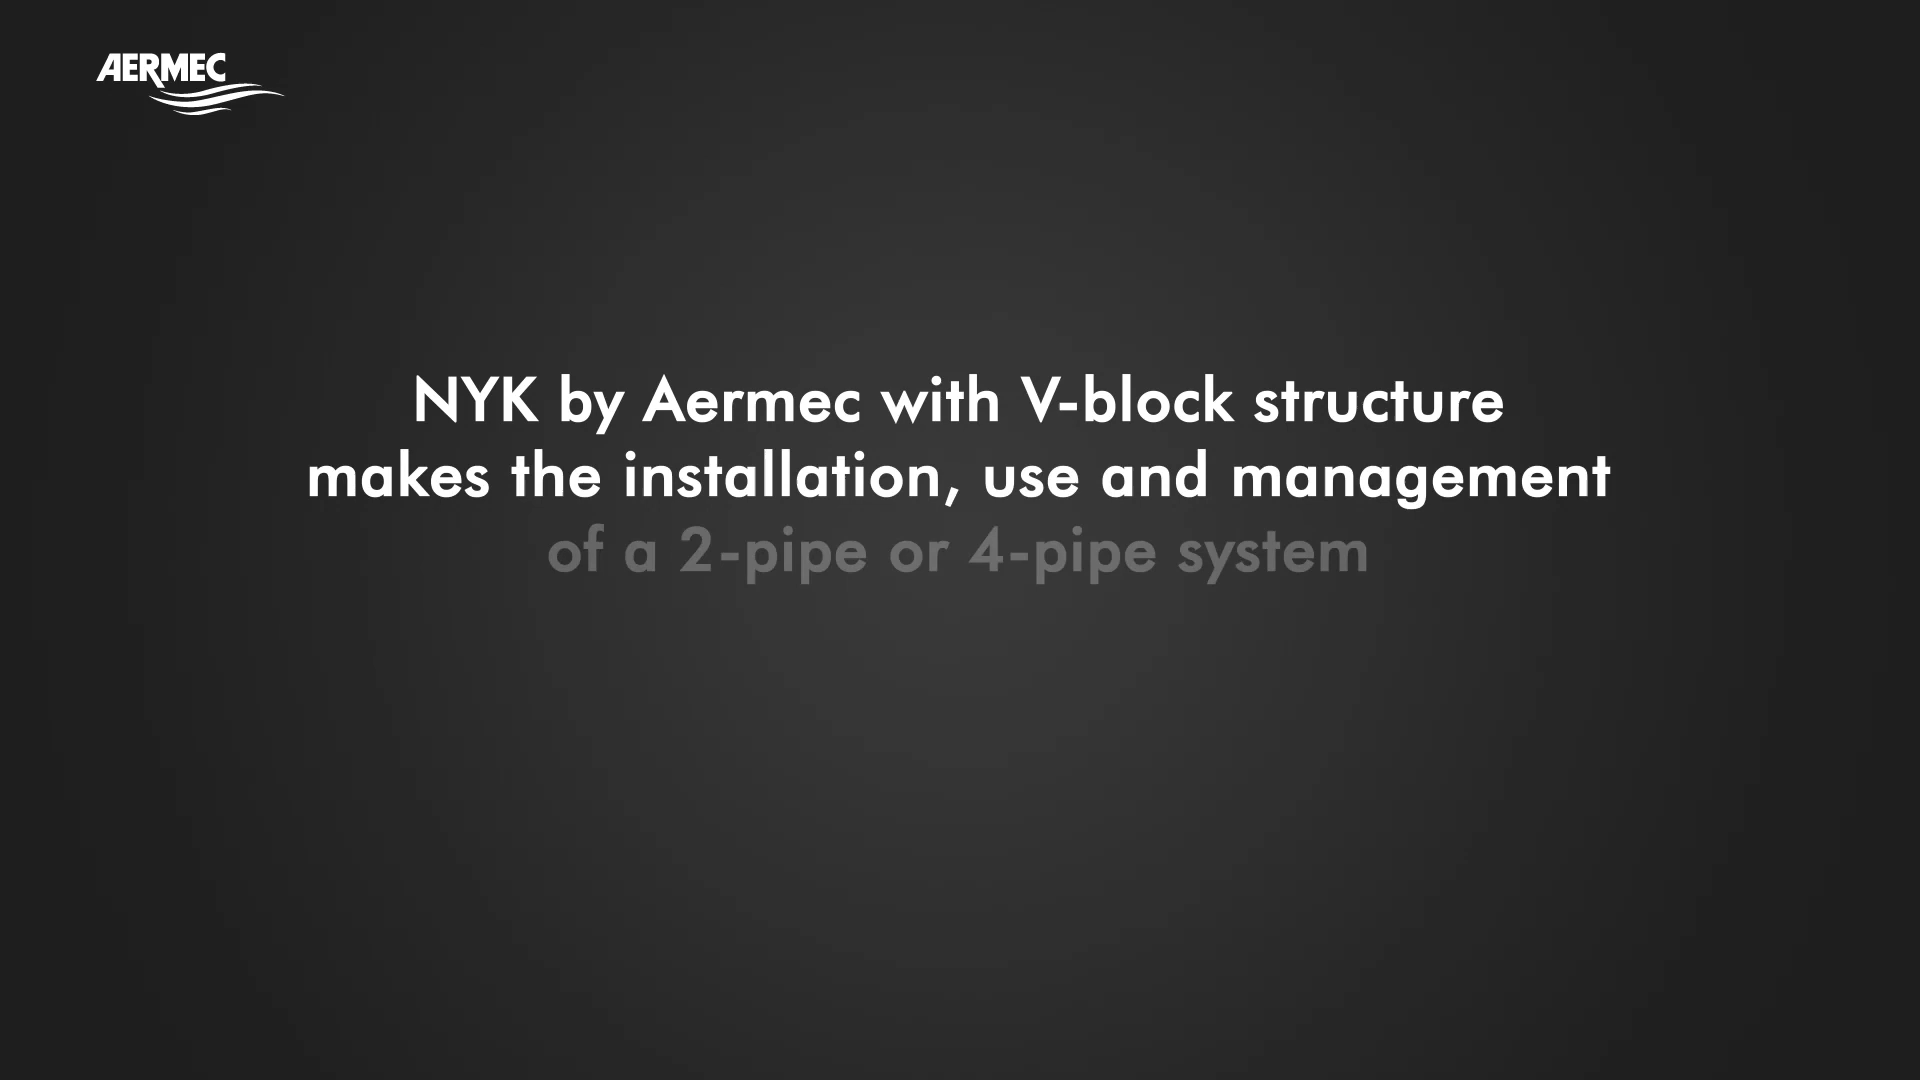 AERMEC
NYK by Aermec with V-block structure
makes the installation, use and management
of a 2-pipe or 4-pipe system